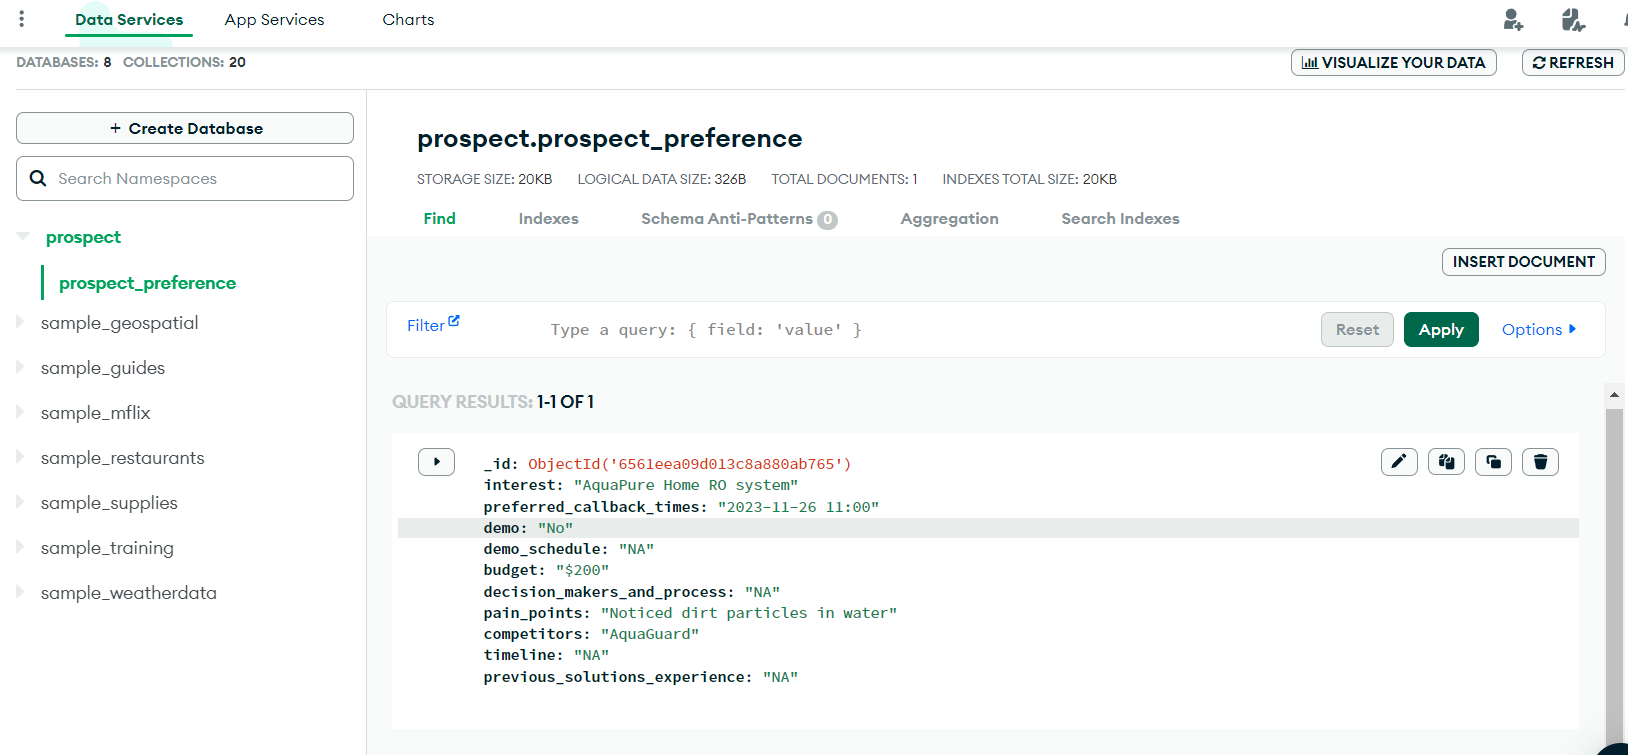 Data Services App Services Charts
DATABASES: 8 COLLECTIONS: 20
VISUALIZE YOUR DATA
REFRESH
+ Create Database
Search Namespaces
prospect
prospect_preference
sample_geospatial
sample_guides
sample_mflix
sample_restaurants
sample_supplies
sample_training
sample_weatherdata
prospect.prospect_preference
STORAGE SIZE: 20KB LOGICAL DATA SIZE: 326B TOTAL DOCUMENTS: 1 INDEXES TOTAL SIZE: 20KB
Find Indexes Schema Anti-Patterns 0 Aggregation Search Indexes
INSERT DOCUMENT
Filter Type a query: { field: 'value' } Reset Apply Options
QUERY RESULTS: 1-1 OF 1
_id: ObjectId('6561eea09d013c8a880ab765')
interest: "AquaPure Home RO system"
preferred_callback_times: "2023-11-26 11:00"
demo: "No"
demo_schedule: "NA"
budget: "$200"
decision_makers_and_process: "NA"
pain_points: "Noticed dirt particles in water"
competitors: "AquaGuard"
timeline: "NA"
previous_solutions_experience: "NA"